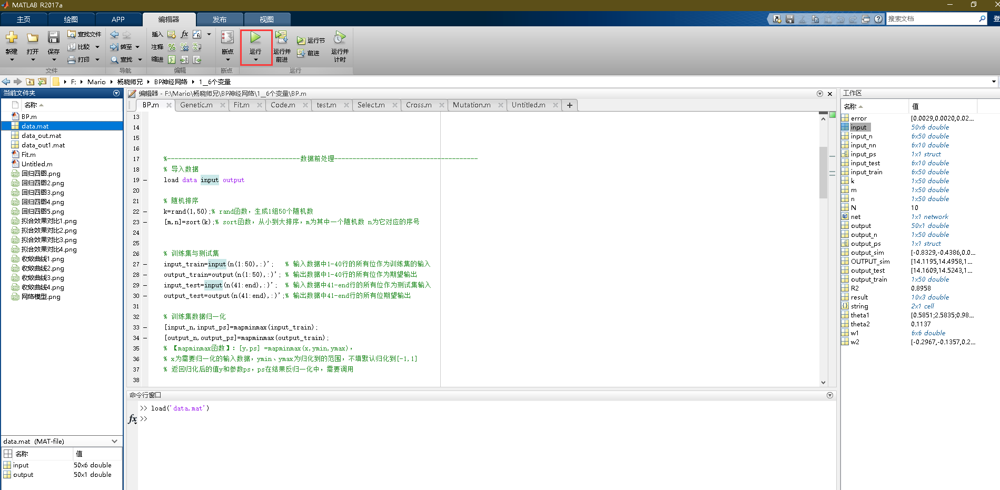 MATLAB R2017a
主页 绘图 APP 编辑器 发布 视图
搜索文档
登
新建 打开 保存 查找文件 比较 打印
转至 查找
插入 fx
注释
缩进
断点
运行
运行并前进
运行节
前进
运行并计时
文件 导航 编辑 断点 运行
F: Mario 杨晓师兄 BP神经网络 1__6个变量
当前文件夹
名称
BP.m
data.mat
data_out.mat
data_out1.mat
Fit.m
Untitled.m
回归四图.png
回归四图2.png
回归四图3.png
回归四图4.png
回归四图5.png
拟合效果对比1.png
拟合效果对比2.png
拟合效果对比3.png
拟合效果对比4.png
收敛曲线1.png
收敛曲线2.png
收敛曲线3.png
收敛曲线4.png
网络模型.png
data.mat (MAT-file)
名称 值
input 50x6 double
output 50x1 double
编辑器 - F:\Mario\杨晓师兄\BP神经网络\1__6个变量\BP.m
BP.m Genetic.m Fit.m Code.m test.m Select.m Cross.m Mutation.m Untitled.m
13
14
15
16
17 %------------------------------------数据前处理---------------------------------------
18 % 导入数据
19 load data input output
20
21 % 随机排序
22 k=rand(1,50);% rand函数，生成1组50个随机数
23 [m,n]=sort(k);% sort函数，从小到大排序，m为其中一个随机数 n为它对应的序号
24
25
26 % 训练集与测试集
27 input_train=input(n(1:50),:)'; % 输入数据中1-40行的所有位作为训练集的输入
28 output_train=output(n(1:50),:)'; % 输出数据中1-40行的所有位作为期望输出
29 input_test=input(n(41:end),:)'; % 输入数据中41-end行的所有位作为测试集输入
30 output_test=output(n(41:end),:)';% 输出数据中41-end行的所有位期望输出
31
32 % 训练集数据归一化
33 [input_n,input_ps]=mapminmax(input_train);
34 [output_n,output_ps]=mapminmax(output_train);
35 % 【mapminmax函数】：[y,ps] =mapminmax(x,ymin,ymax)，
36 % x为需要归一化的输入数据，ymin、ymax为归化到的范围，不填默认归化到[-1,1]
37 % 返回归化后的值y和参数ps，ps在结果反归一化中，需要调用
38
命令行窗口
>> load('data.mat')
fx >>
工作区
名称 值
error [0.0029,0.0020,0.02...
input 50x6 double
input_n 6x50 double
input_nn 6x10 double
input_ps 1x1 struct
input_test 6x10 double
input_train 6x50 double
k 1x50 double
m 1x50 double
n 1x50 double
N 10
net 1x1 network
output 50x1 double
output_n 1x50 double
output_ps 1x1 struct
output_sim [-0.8329,-0.4386,0.0...
OUTPUT_sim [14.1195,14.4958,1...
output_test [14.1609,14.5243,1...
output_train 1x50 double
R2 0.8958
result 10x3 double
string 2x1 cell
theta1 [0.5851;2.5835;0.98...
theta2 0.1137
w1 6x6 double
w2 [-0.2967,-0.1357,0.2...